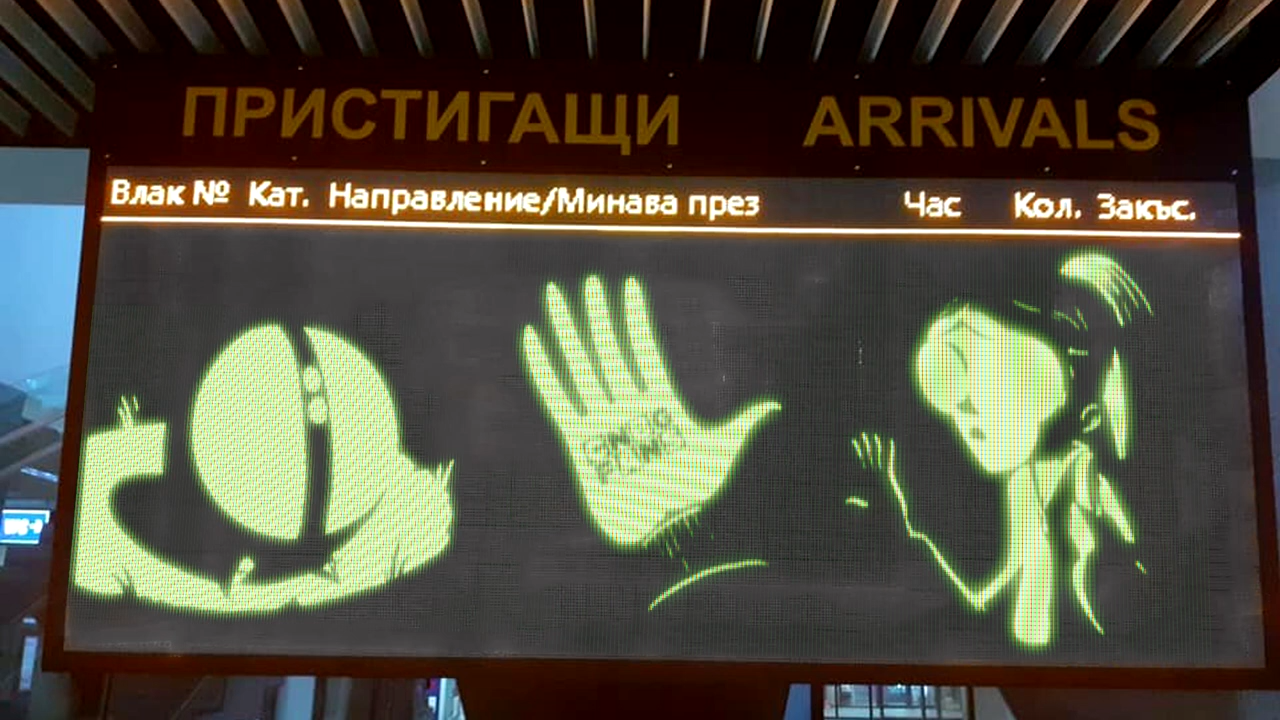 ПРИСТИГАЩИ ARRIVALS
Влак № Кат. Направление/Минава през Час Кол. Закъс.